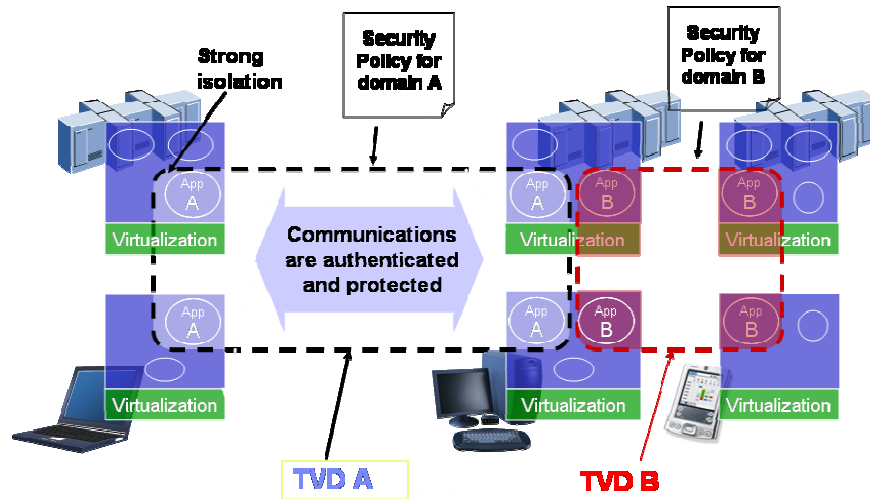 Security
Policy for
domain A
Security
Policy for
domain B
Strong
isolation
App
A
App
A
App
B
App
B
Virtualization
Virtualization
Virtualization
Communications
are authenticated
and protected
App
A
App
A
App
B
App
B
Virtualization
Virtualization
Virtualization
TVD A
TVD B